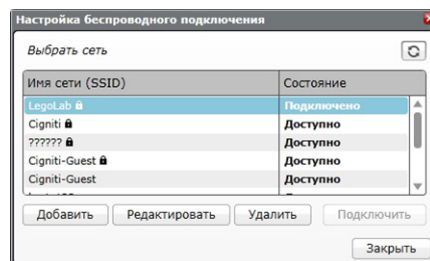 Настройка беспроводного подключения
Выбрать сеть
Имя сети (SSID) Состояние
LegoLab Подключено
Cigniti Доступно
?????? Доступно
Cigniti-Guest Доступно
Cigniti-Guest Доступно
Добавить Редактировать Удалить Подключить
Закрыть